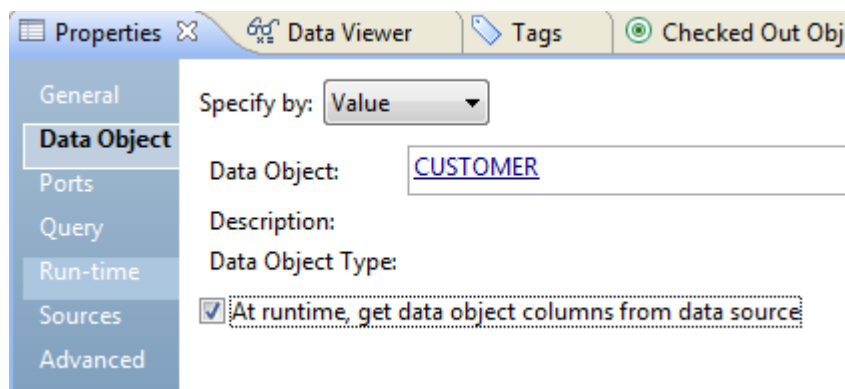 Properties Data Viewer Tags Checked Out Obj
General
Specify by: Value
Data Object
Data Object: CUSTOMER
Ports
Description:
Query
Data Object Type:
Run-time
At runtime, get data object columns from data source
Sources
Advanced